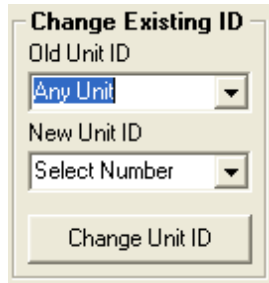 Change Existing ID
Old Unit ID
Any Unit
New Unit ID
Select Number
Change Unit ID